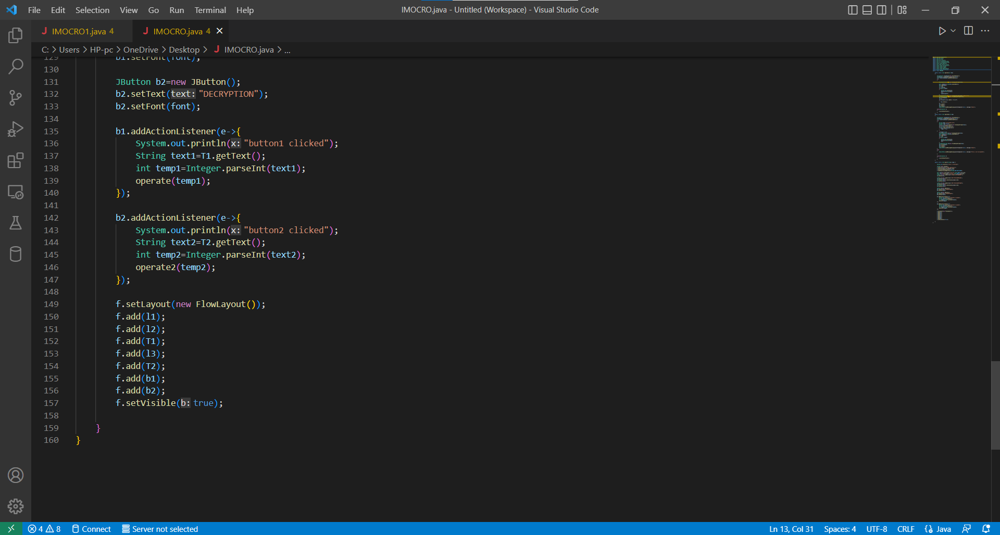 File Edit Selection View Go Run Terminal Help IMOCRO.java - Untitled (Workspace) - Visual Studio Code
J IMOCRO1.java 4 J IMOCRO.java 4
C: > Users > HP-pc > OneDrive > Desktop > J IMOCRO.java > ...
129 b1.setFont(font);
130
131 JButton b2=new JButton();
132 b2.setText(text:"DECRYPTION");
133 b2.setFont(font);
134
135 b1.addActionListener(e->{
136 System.out.println(x:"button1 clicked");
137 String text1=T1.getText();
138 int temp1=Integer.parseInt(text1);
139 operate(temp1);
140 });
141
142 b2.addActionListener(e->{
143 System.out.println(x:"button2 clicked");
144 String text2=T2.getText();
145 int temp2=Integer.parseInt(text2);
146 operate2(temp2);
147 });
148
149 f.setLayout(new FlowLayout());
150 f.add(l1);
151 f.add(l2);
152 f.add(T1);
153 f.add(l3);
154 f.add(T2);
155 f.add(b1);
156 f.add(b2);
157 f.setVisible(b:true);
158
159 }
160 }
4 8 Connect Server not selected Ln 13, Col 31 Spaces: 4 UTF-8 CRLF Java